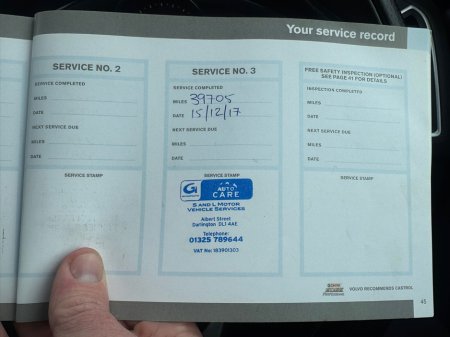 Your service record
SERVICE NO. 2
SERVICE COMPLETED
MILES
DATE
NEXT SERVICE DUE
MILES
DATE
SERVICE STAMP
SERVICE NO. 3
SERVICE COMPLETED
MILES 39705
DATE 15/12/17
NEXT SERVICE DUE
MILES
DATE
SERVICE STAMP
AUTO
CARE
S AND L MOTOR
VEHICLE SERVICES
Albert Street
Darlington DL1 4AE
Telephone:
01325 789644
VAT No: 183901303
FREE SAFETY INSPECTION (OPTIONAL)
SEE PAGE 41 FOR DETAILS
INSPECTION COMPLETED
MILES
DATE
NEXT SERVICE DUE
MILES
DATE
SERVICE STAMP
VOLVO RECOMMENDS CASTROL
45